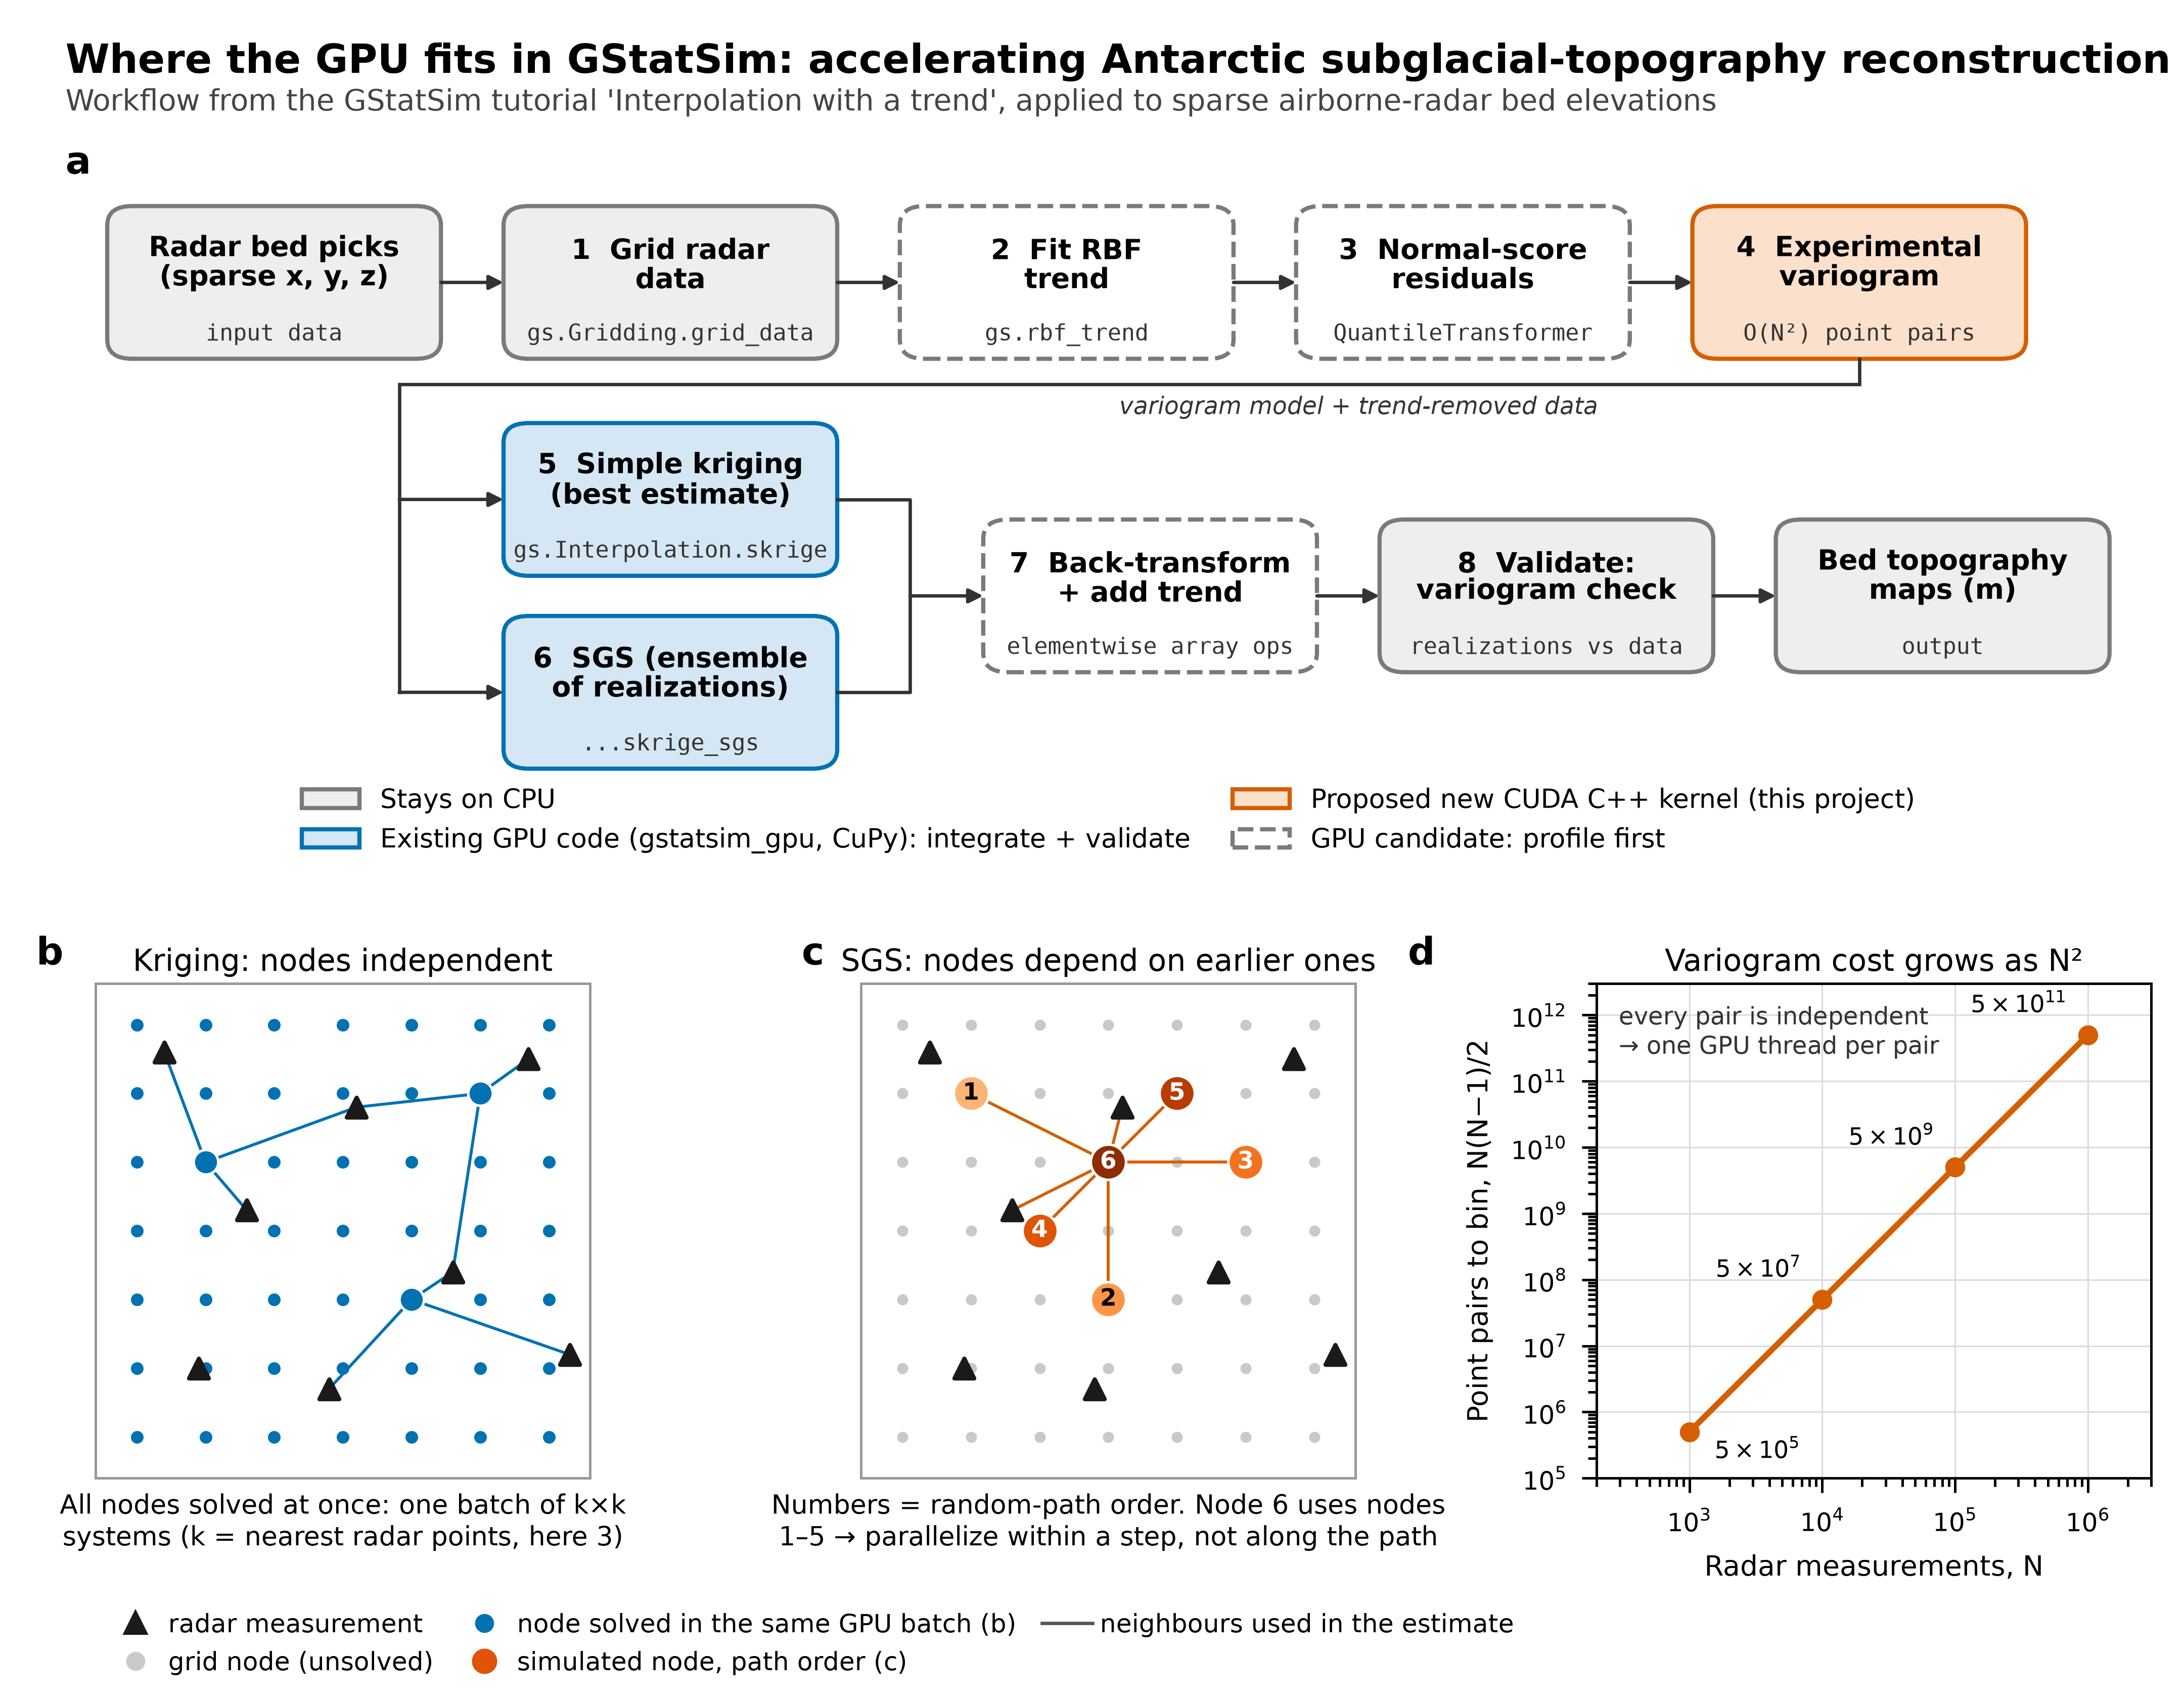 Where the GPU fits in GStatSim: accelerating Antarctic subglacial-topography reconstruction
Workflow from the GStatSim tutorial 'Interpolation with a trend', applied to sparse airborne-radar bed elevations
a
Radar bed picks
(sparse x, y, z)
input data
1 Grid radar
data
gs.Gridding.grid_data
2 Fit RBF
trend
gs.rbf_trend
3 Normal-score
residuals
QuantileTransformer
4 Experimental
variogram
O(N²) point pairs
variogram model + trend-removed data
5 Simple kriging
(best estimate)
gs.Interpolation.skrige
6 SGS (ensemble
of realizations)
...skrige_sgs
7 Back-transform
+ add trend
elementwise array ops
8 Validate:
variogram check
realizations vs data
Bed topography
maps (m)
output
Stays on CPU
Existing GPU code (gstatsim_gpu, CuPy): integrate + validate
Proposed new CUDA C++ kernel (this project)
GPU candidate: profile first
b
Kriging: nodes independent
All nodes solved at once: one batch of k×k
systems (k = nearest radar points, here 3)
c
SGS: nodes depend on earlier ones
1
5
6
3
4
2
Numbers = random-path order. Node 6 uses nodes
1–5 → parallelize within a step, not along the path
d
Variogram cost grows as N²
every pair is independent
→ one GPU thread per pair
5 × 10¹¹
5 × 10⁹
5 × 10⁷
5 × 10⁵
Point pairs to bin, N(N−1)/2
10¹²
10¹¹
10¹⁰
10⁹
10⁸
10⁷
10⁶
10⁵
10³ 10⁴ 10⁵ 10⁶
Radar measurements, N
radar measurement
grid node (unsolved)
node solved in the same GPU batch (b)
simulated node, path order (c)
neighbours used in the estimate